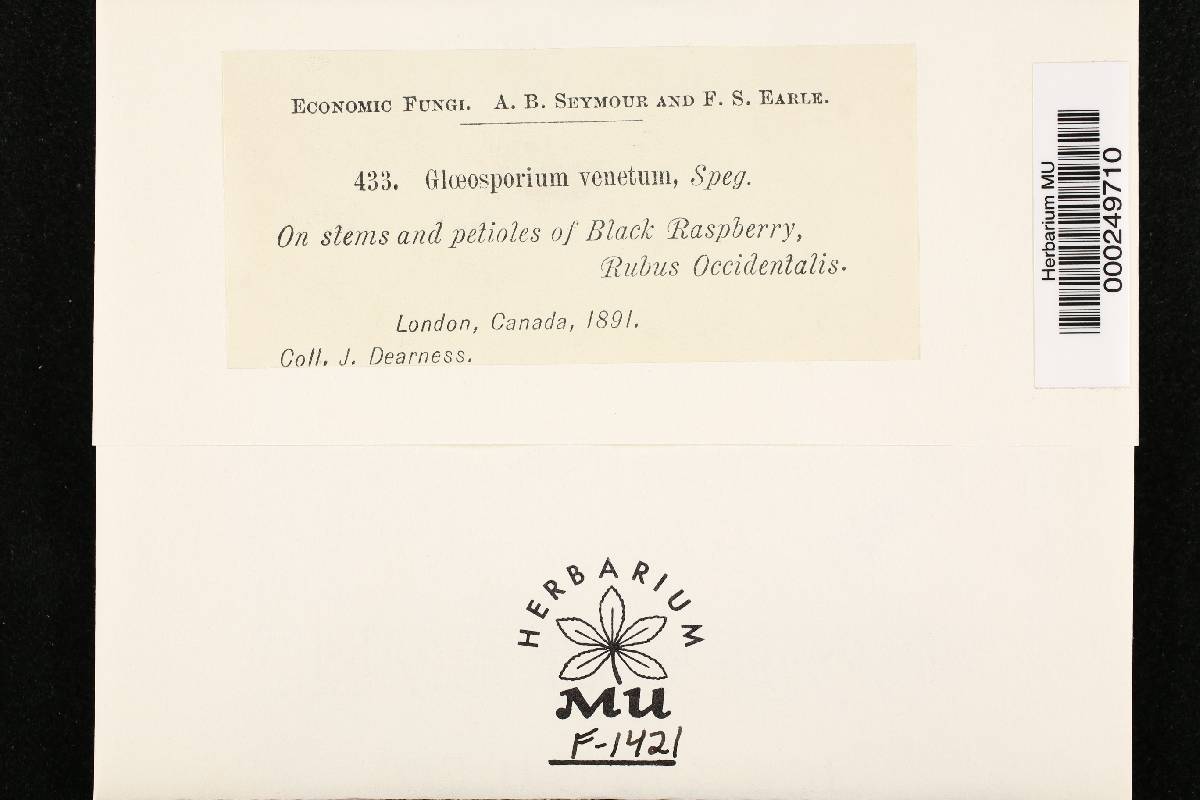 ECONOMIC FUNGI. A. B. SEYMOUR AND F. S. EARLE.
433. Glœosporium venetum, Speg.
On stems and petioles of Black Raspberry,
Rubus Occidentalis.
London, Canada, 1891.
Coll. J. Dearness.
Herbarium MU
000249710
HERBARIUM
MU
F-1421